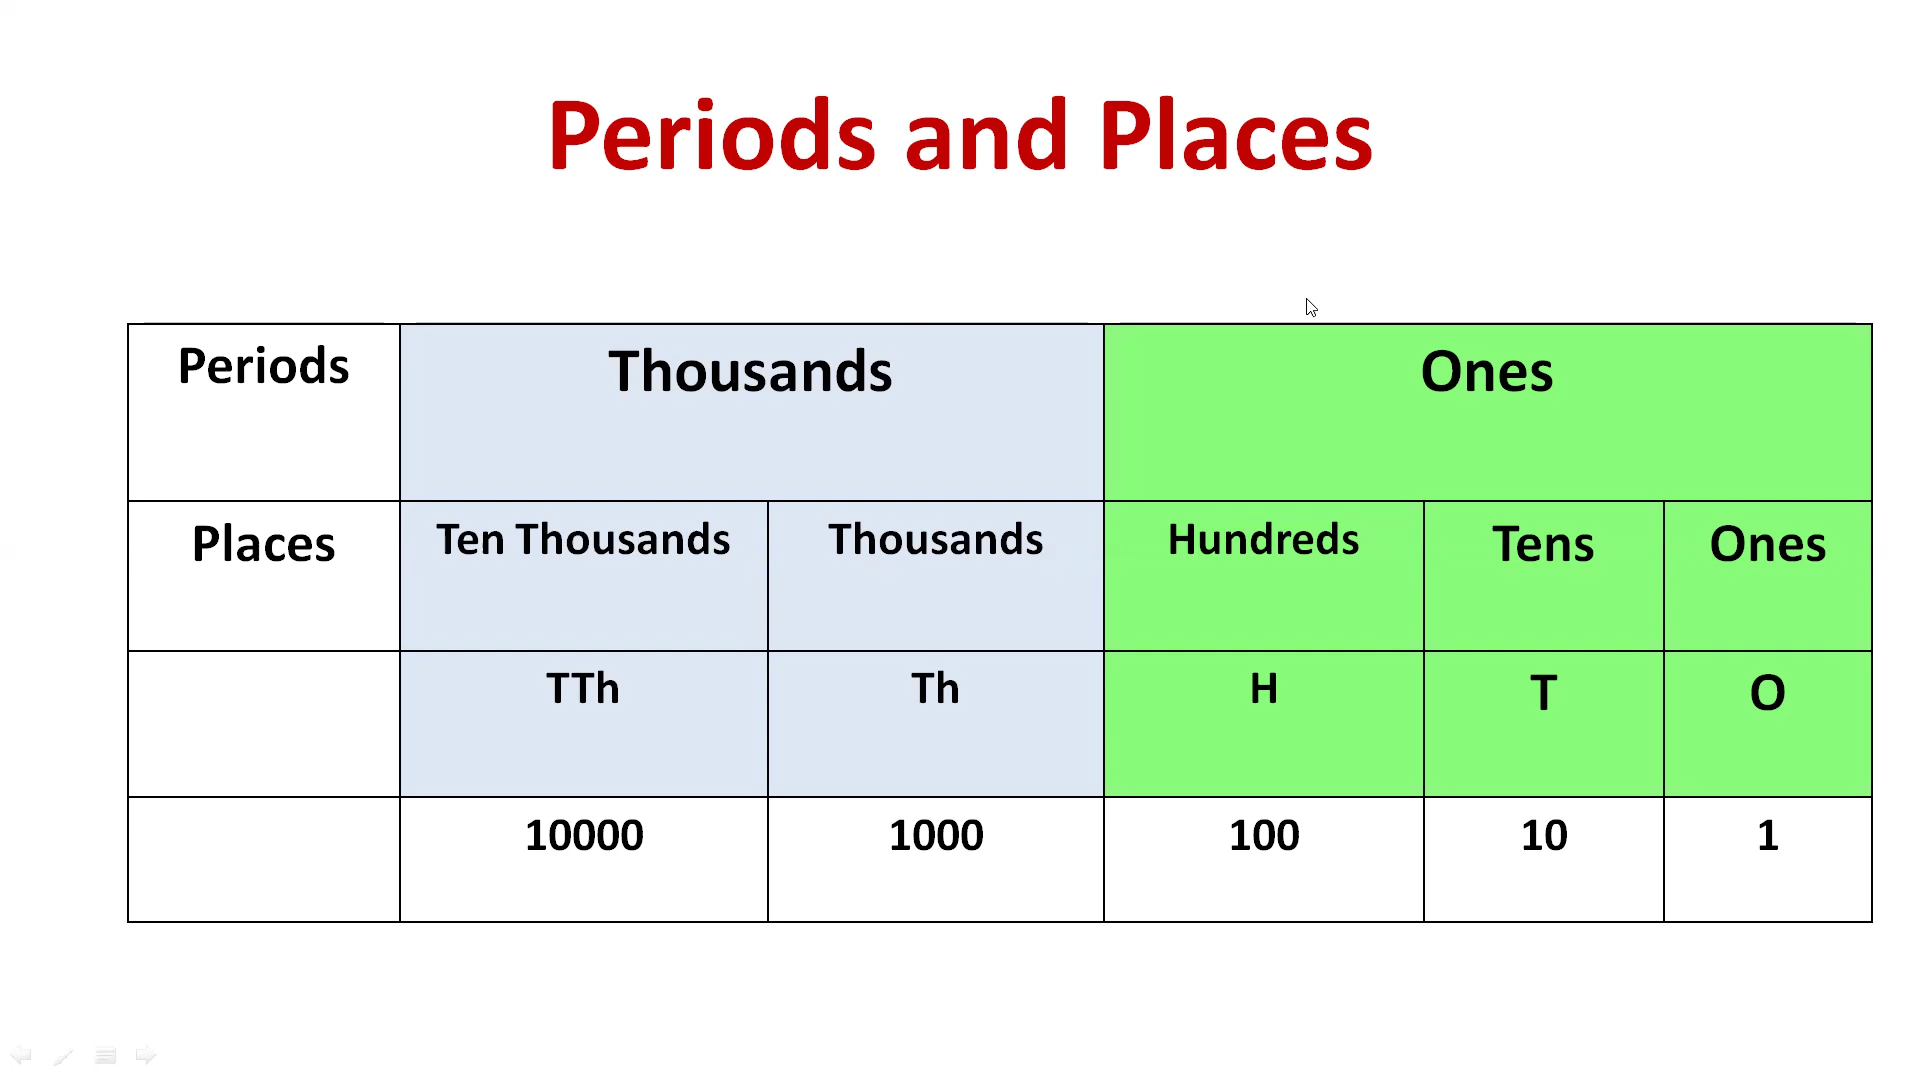 Periods and Places
Periods Thousands Ones
Places Ten Thousands Thousands Hundreds Tens Ones
TTh Th H T O
10000 1000 100 10 1